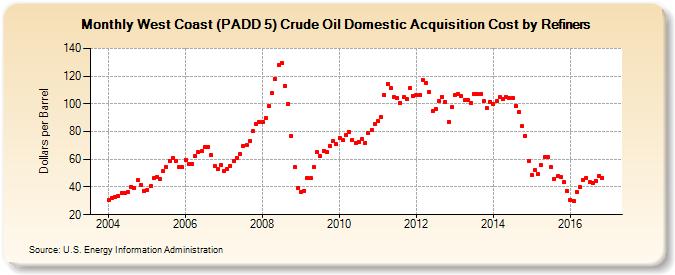 Monthly West Coast (PADD 5) Crude Oil Domestic Acquisition Cost by Refiners
Dollars per Barrel
140
120
100
80
60
40
20
2004 2006 2008 2010 2012 2014 2016
Source: U.S. Energy Information Administration